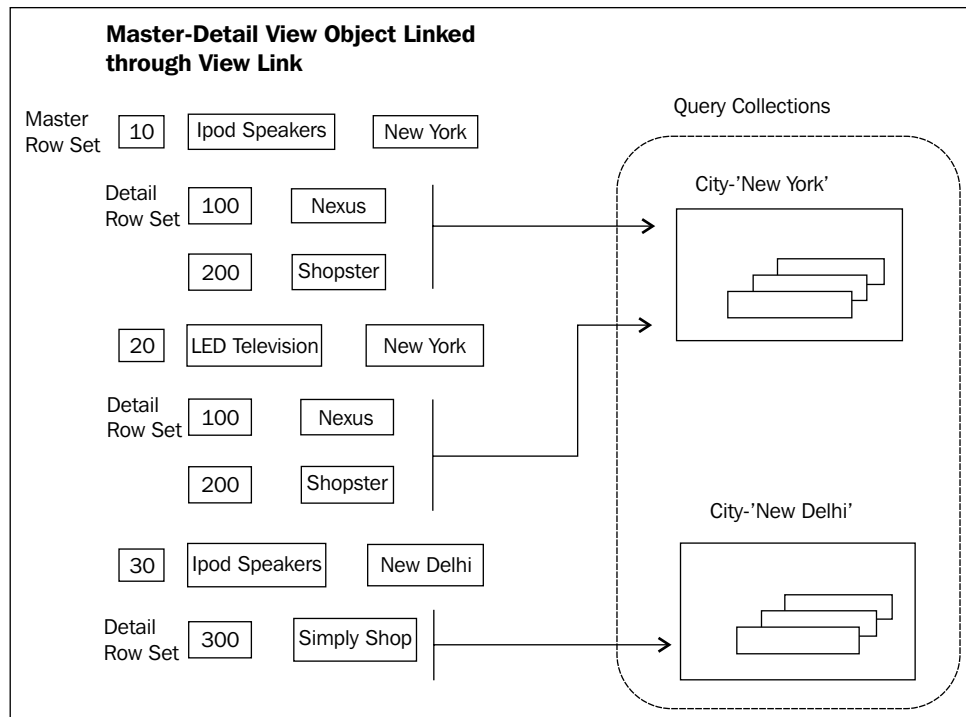 Master-Detail View Object Linked
through View Link
Query Collections
Master
Row Set
10
Ipod Speakers
New York
City-’New York’
Detail
Row Set
100
Nexus
200
Shopster
20
LED Television
New York
Detail
Row Set
100
Nexus
200
Shopster
City-’New Delhi’
30
Ipod Speakers
New Delhi
Detail
Row Set
300
Simply Shop